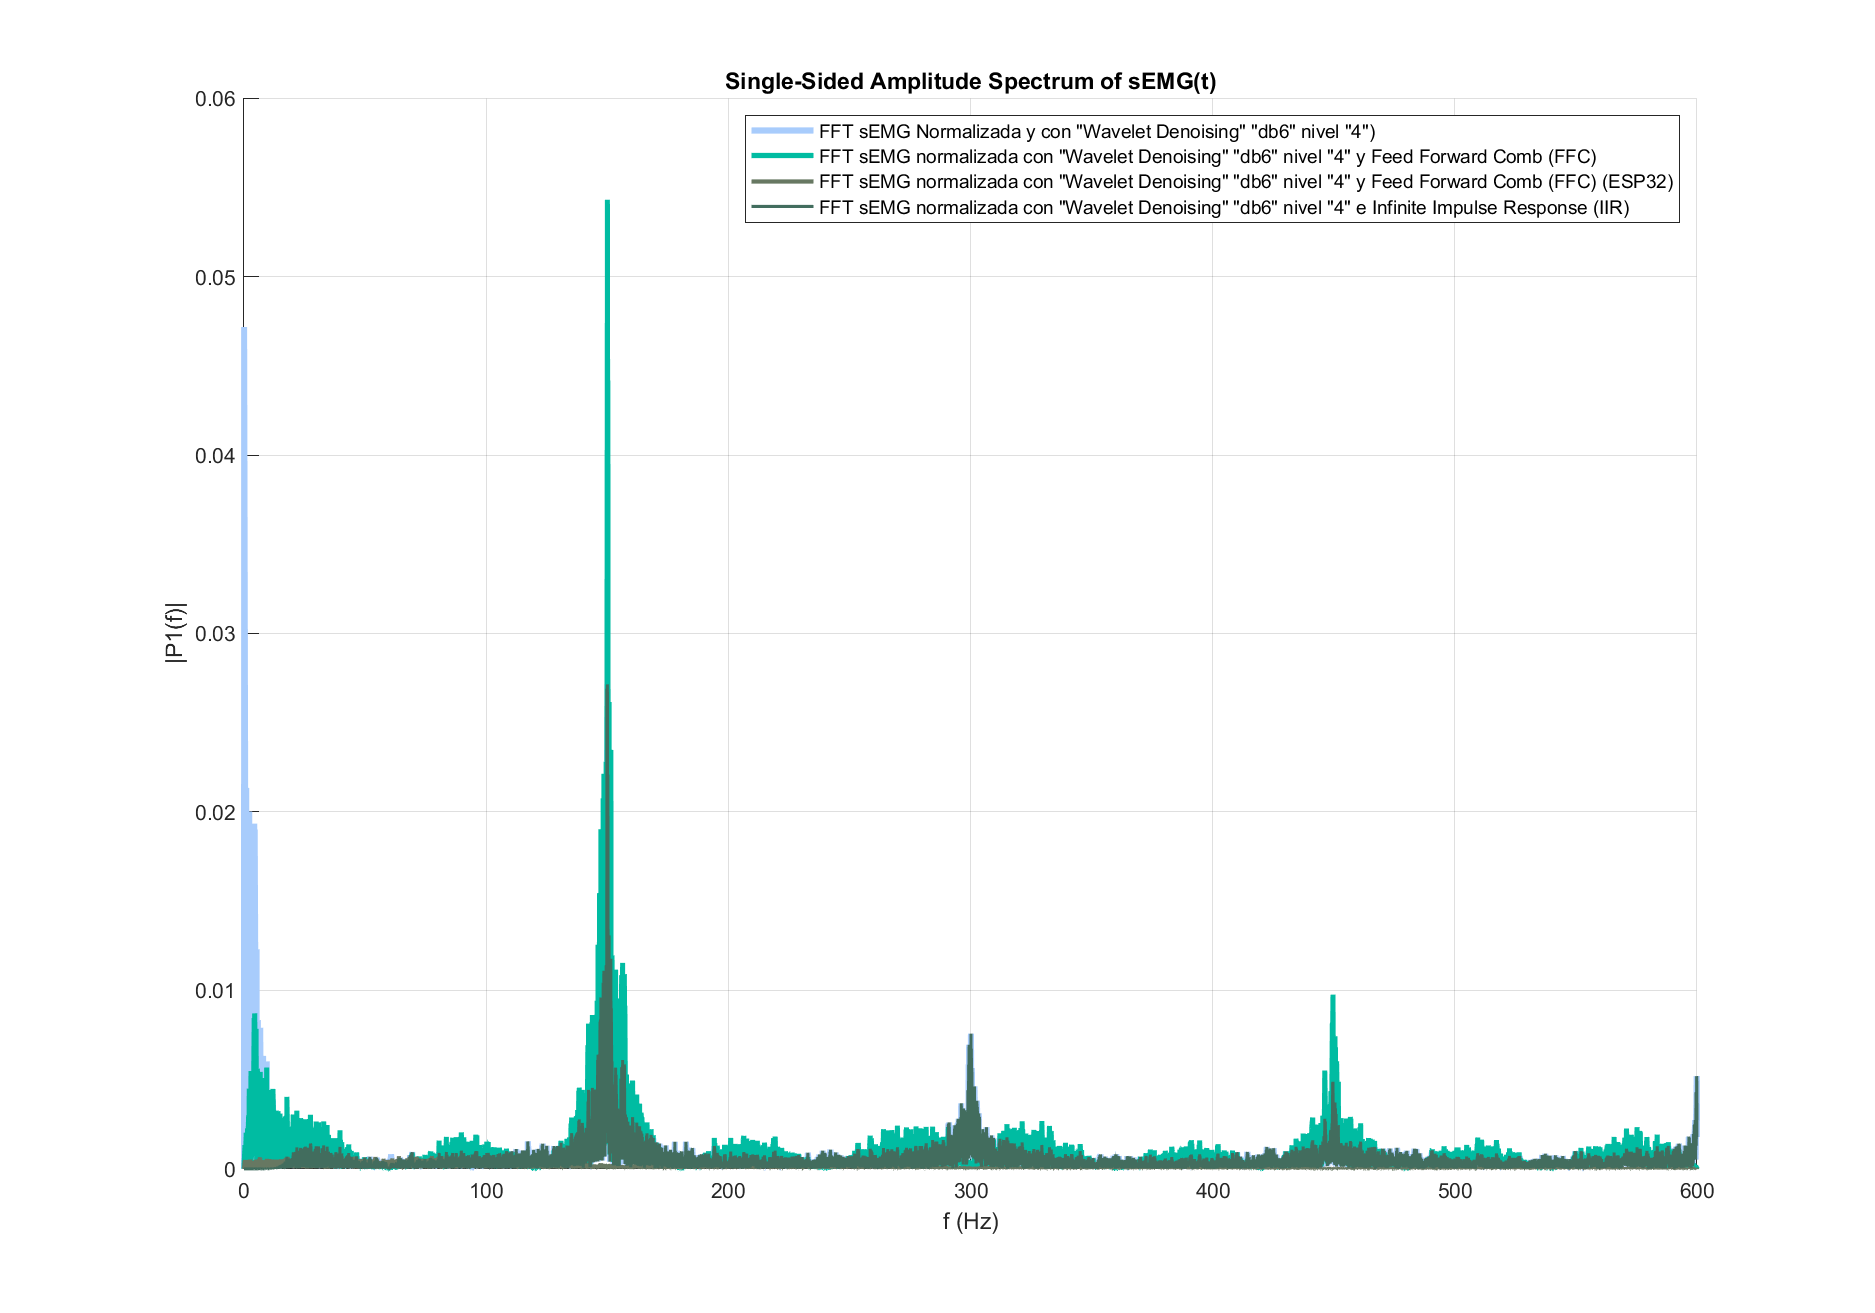 Single-Sided Amplitude Spectrum of sEMG(t)
0.06
FFT sEMG Normalizada y con "Wavelet Denoising" "db6" nivel "4")
FFT sEMG normalizada con "Wavelet Denoising" "db6" nivel "4" y Feed Forward Comb (FFC)
FFT sEMG normalizada con "Wavelet Denoising" "db6" nivel "4" y Feed Forward Comb (FFC) (ESP32)
FFT sEMG normalizada con "Wavelet Denoising" "db6" nivel "4" e Infinite Impulse Response (IIR)
0.05
0.04
0.03
|P1(f)|
0.02
0.01
0
0 100 200 300 400 500 600
f (Hz)